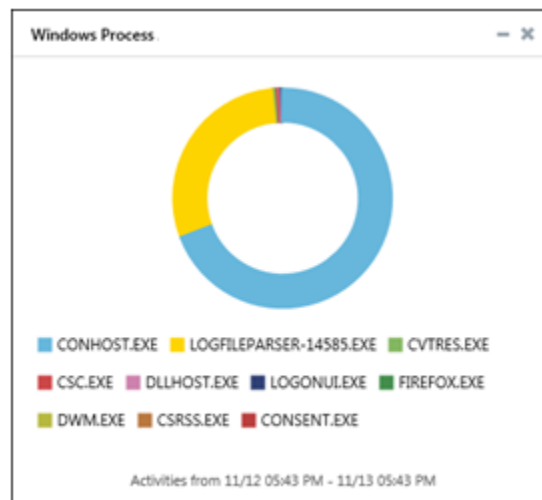 Windows Process
CONHOST.EXE LOGFILEPARSER-14585.EXE CVTRES.EXE
CSC.EXE DLLHOST.EXE LOGONUI.EXE FIREFOX.EXE
DWM.EXE CSRSS.EXE CONSENT.EXE
Activities from 11/12 05:43 PM - 11/13 05:43 PM